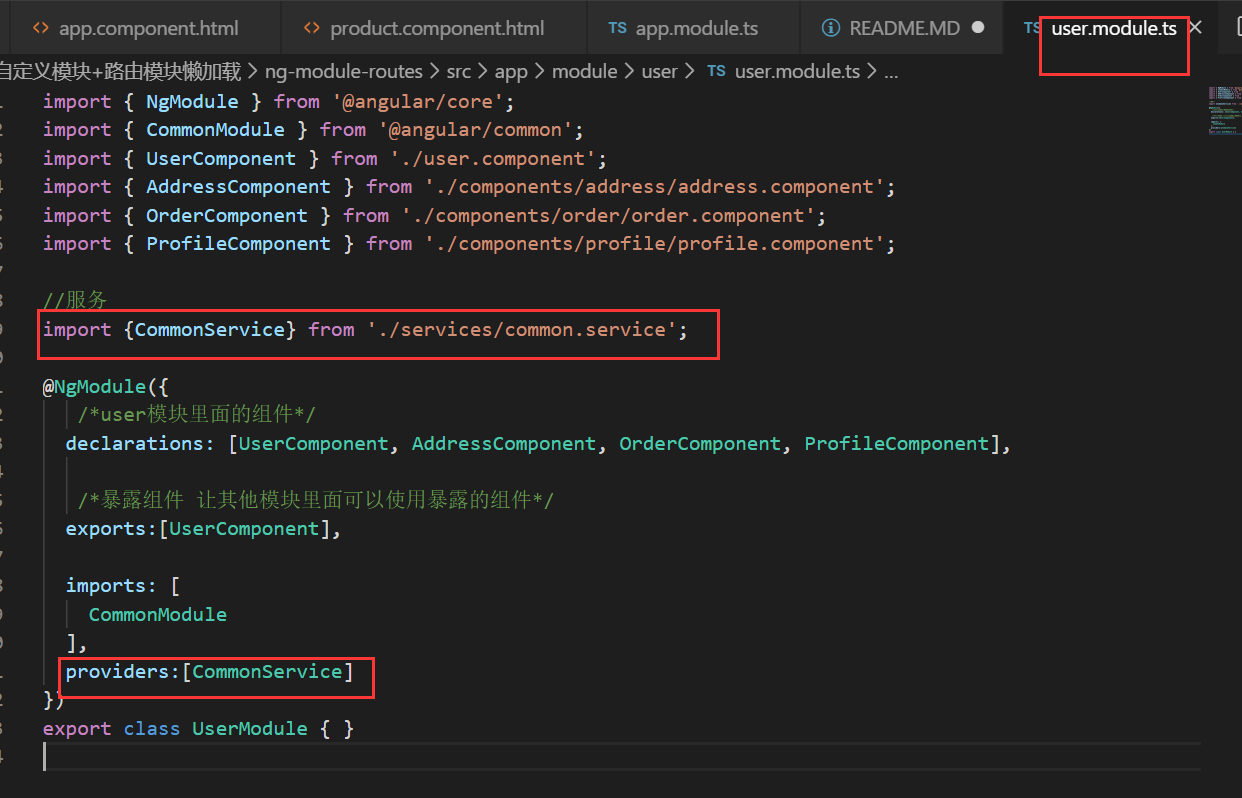 app.component.html product.component.html TS app.module.ts README.MD TS user.module.ts
自定义模块+路由模块懒加载 > ng-module-routes > src > app > module > user > TS user.module.ts > ...
import { NgModule } from '@angular/core';
import { CommonModule } from '@angular/common';
import { UserComponent } from './user.component';
import { AddressComponent } from './components/address/address.component';
import { OrderComponent } from './components/order/order.component';
import { ProfileComponent } from './components/profile/profile.component';
//服务
import {CommonService} from './services/common.service';
@NgModule({
/*user模块里面的组件*/
declarations: [UserComponent, AddressComponent, OrderComponent, ProfileComponent],
/*暴露组件 让其他模块里面可以使用暴露的组件*/
exports:[UserComponent],
imports: [
CommonModule
],
providers:[CommonService]
})
export class UserModule { }